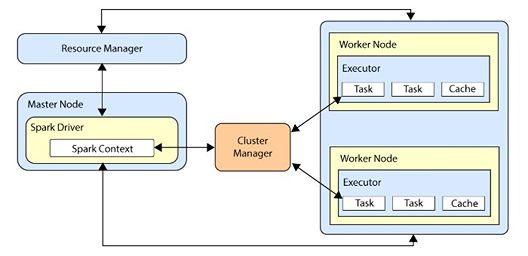 Resource Manager
Master Node
Spark Driver
Spark Context
Cluster
Manager
Worker Node
Executor
Task
Task
Cache
Worker Node
Executor
Task
Task
Cache